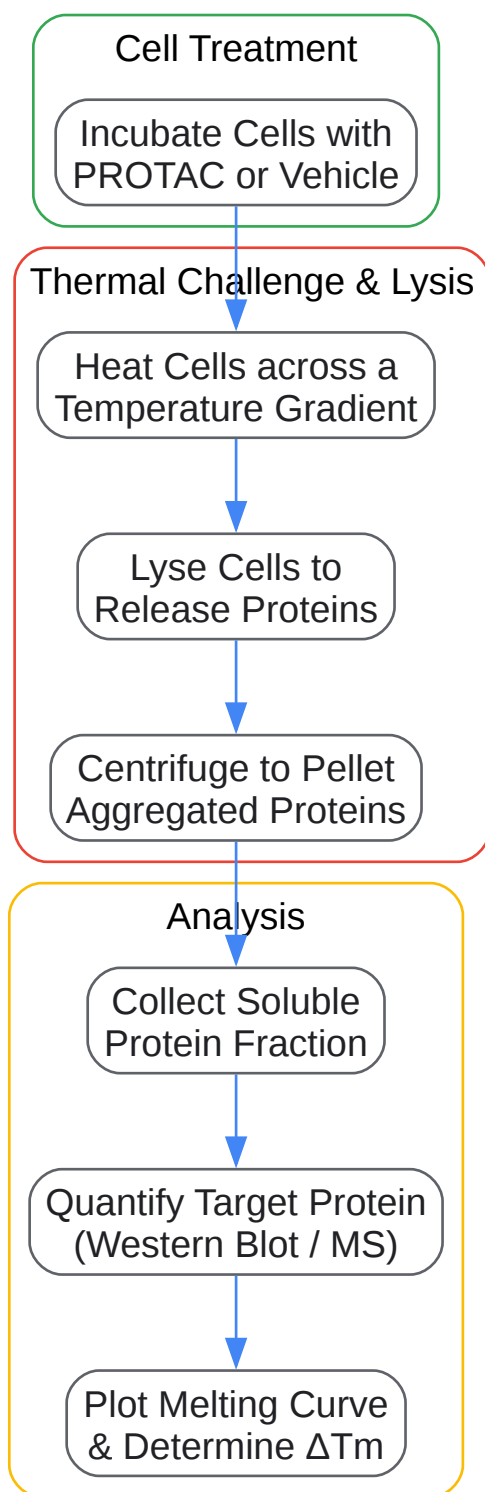 Cell Treatment
Incubate Cells with
PROTAC or Vehicle
Thermal Challenge & Lysis
Heat Cells across a
Temperature Gradient
Lyse Cells to
Release Proteins
Centrifuge to Pellet
Aggregated Proteins
Analysis
Collect Soluble
Protein Fraction
Quantify Target Protein
(Western Blot / MS)
Plot Melting Curve
& Determine ΔTm